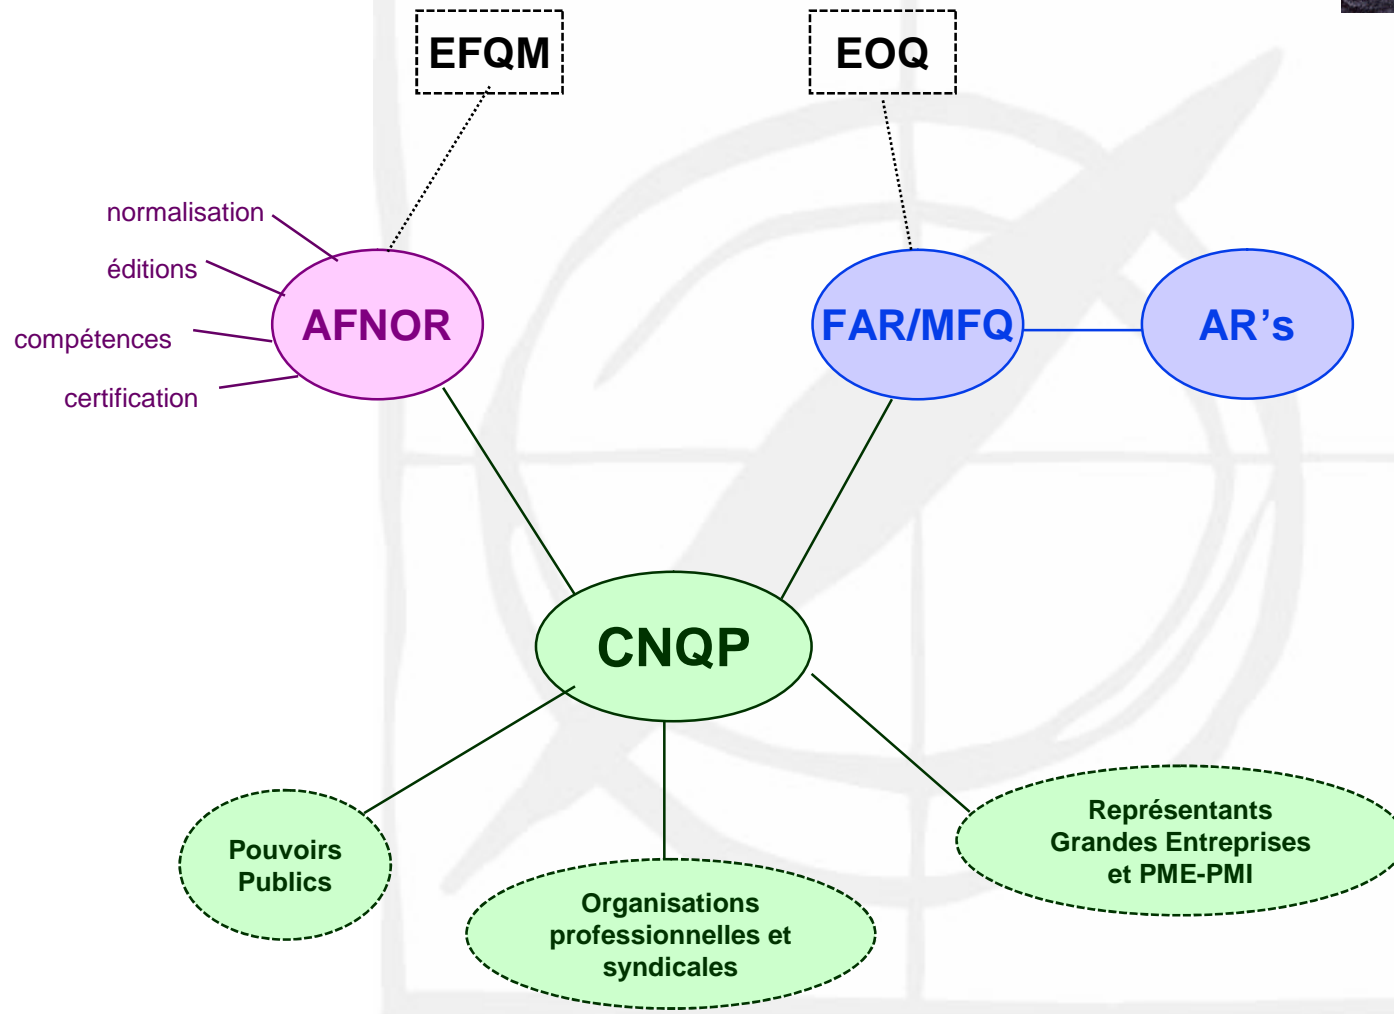 EFQM
EOQ
normalisation
éditions
compétences
certification
AFNOR
FAR/MFQ
AR’s
CNQP
Pouvoirs
Publics
Organisations
professionnelles et
syndicales
Représentants
Grandes Entreprises
et PME-PMI